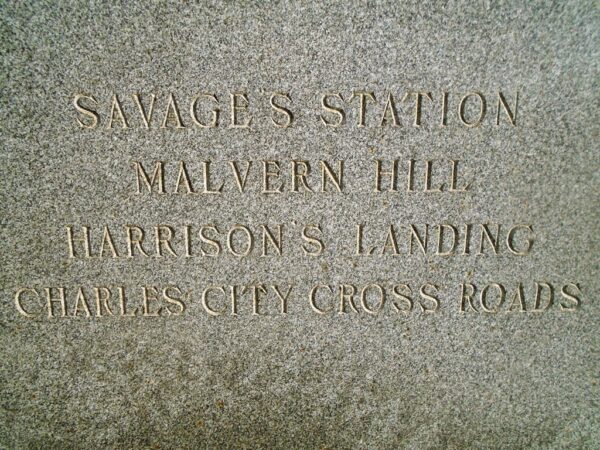 SAVAGE'S STATION
MALVERN HILL
HARRISON'S LANDING
CHARLES CITY CROSS ROADS